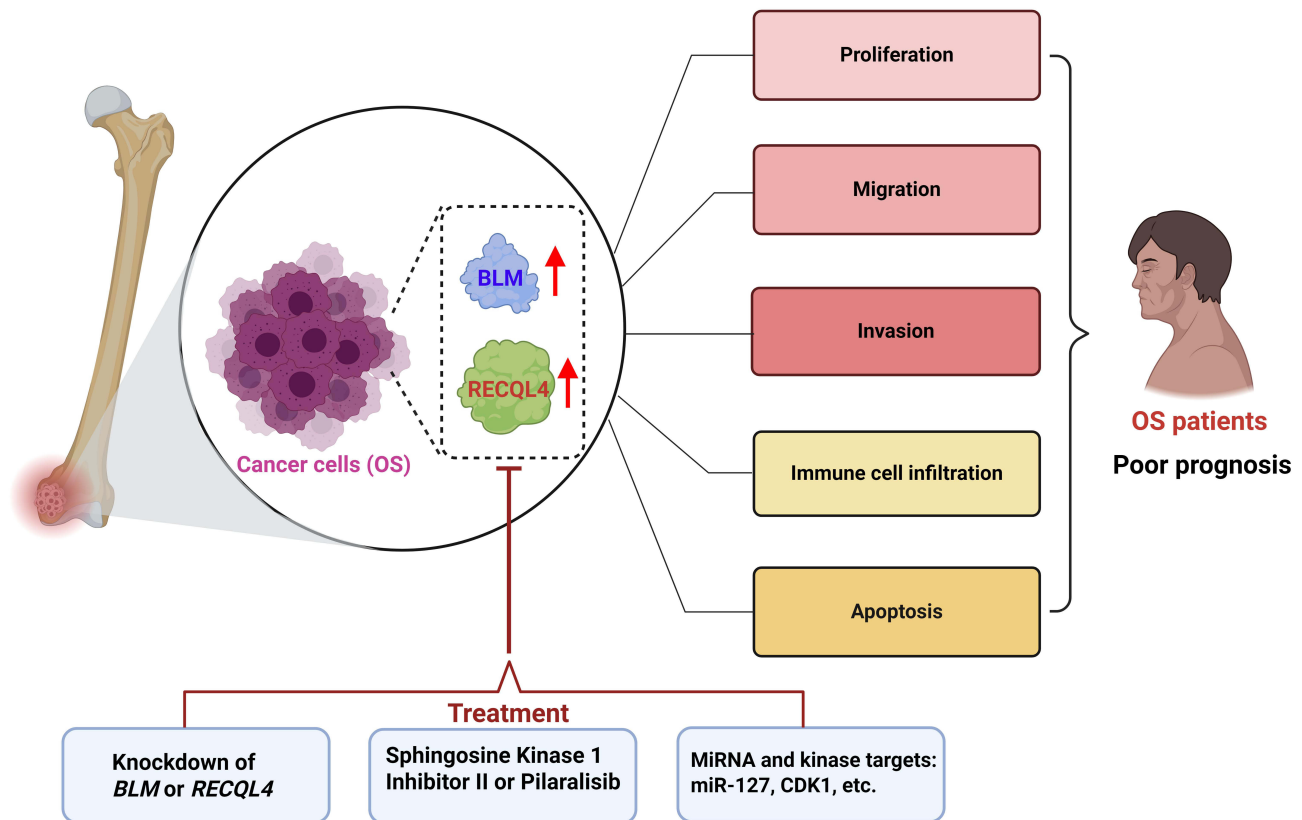 Proliferation
Migration
BLM
Invasion
RECQL4
OS patients
Cancer cells (OS)
Poor prognosis
Immune cell infiltration
Apoptosis
Treatment
Knockdown of
BLM or RECQL4
Sphingosine Kinase 1
Inhibitor II or Pilaralisib
MiRNA and kinase targets:
miR-127, CDK1, etc.